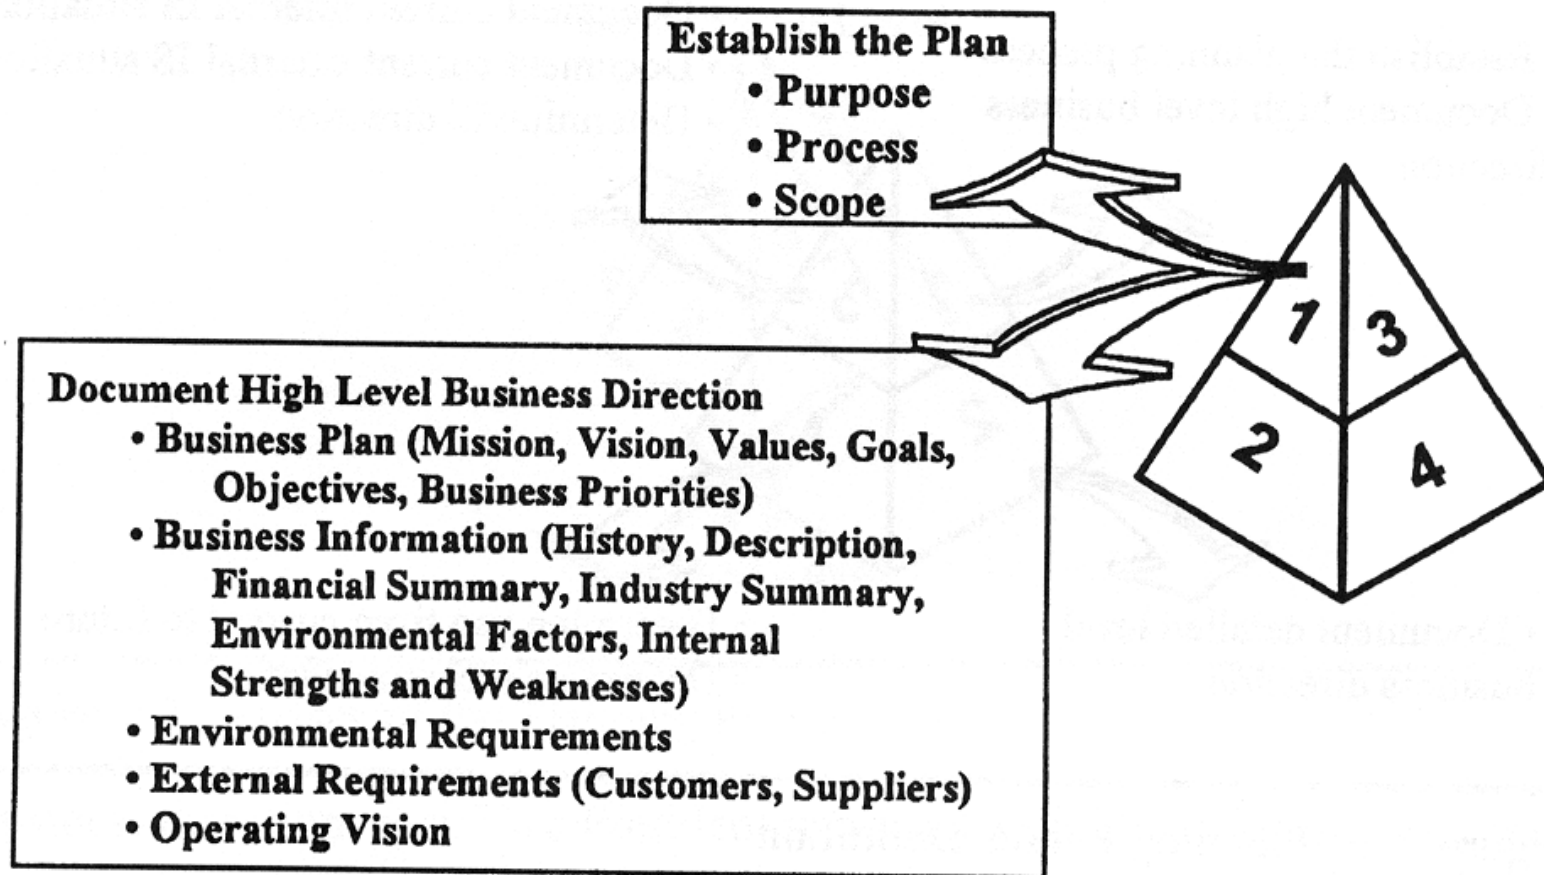 Establish the Plan
• Purpose
• Process
• Scope
Document High Level Business Direction
• Business Plan (Mission, Vision, Values, Goals,
Objectives, Business Priorities)
• Business Information (History, Description,
Financial Summary, Industry Summary,
Environmental Factors, Internal
Strengths and Weaknesses)
• Environmental Requirements
• External Requirements (Customers, Suppliers)
• Operating Vision
1
3
2
4